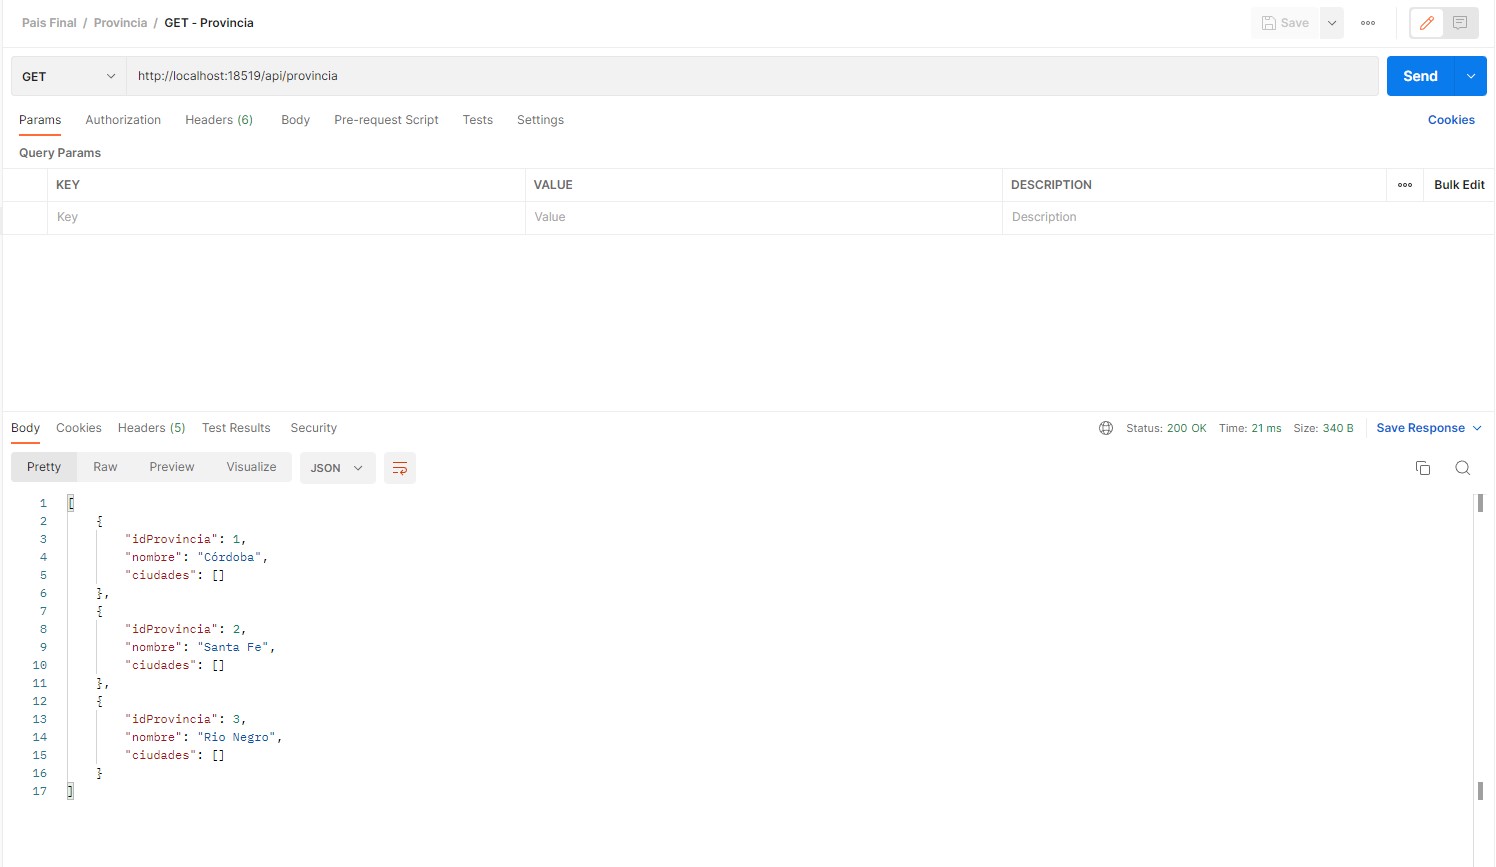 Pais Final / Provincia / GET - Provincia
Save
GET http://localhost:18519/api/provincia Send
Params Authorization Headers (6) Body Pre-request Script Tests Settings Cookies
Query Params
KEY VALUE DESCRIPTION Bulk Edit
Key Value Description
Body Cookies Headers (5) Test Results Security Status: 200 OK Time: 21 ms Size: 340 B Save Response
Pretty Raw Preview Visualize JSON
1 [
2 {
3 "idProvincia": 1,
4 "nombre": "Córdoba",
5 "ciudades": []
6 },
7 {
8 "idProvincia": 2,
9 "nombre": "Santa Fe",
10 "ciudades": []
11 },
12 {
13 "idProvincia": 3,
14 "nombre": "Rio Negro",
15 "ciudades": []
16 }
17 ]